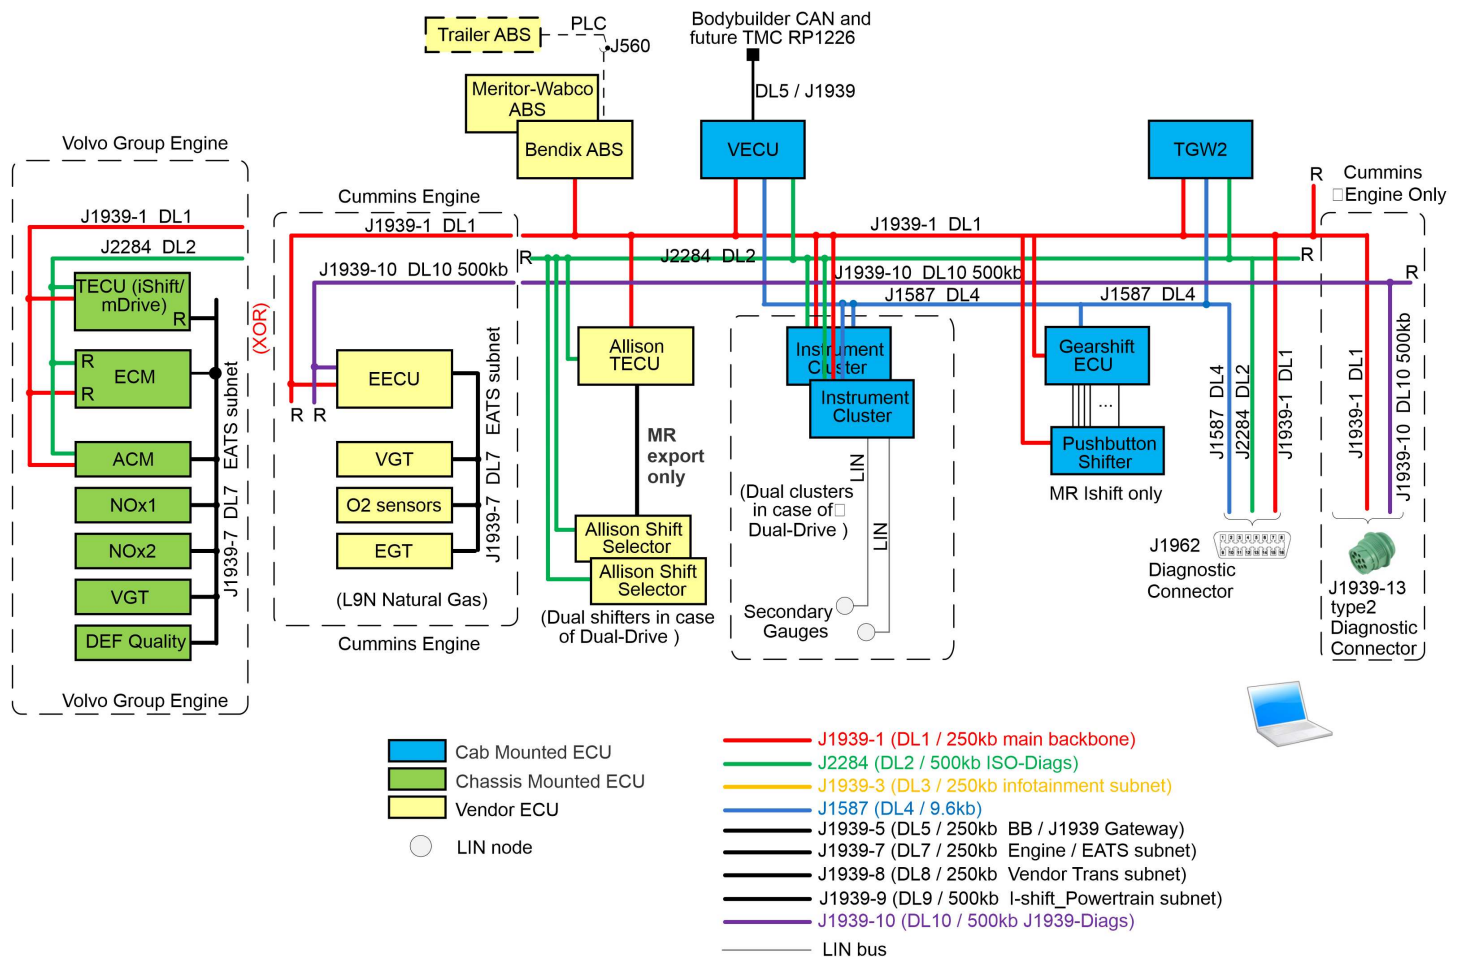 Trailer ABS
PLC
J560
Meritor-Wabco
ABS
Bendix ABS
Bodybuilder CAN and
future TMC RP1226
DL5 / J1939
VECU
TGW2
R
Cummins
□Engine Only
Volvo Group Engine
J1939-1 DL1
J2284 DL2
TECU (iShift/
mDrive)
R
R
ECM
R
ACM
NOx1
NOx2
VGT
DEF Quality
J1939-7 DL7 EATS subnet
Volvo Group Engine
(XOR)
Cummins Engine
J1939-1 DL1
J1939-10 DL10 500kb
EECU
R R
VGT
O2 sensors
EGT
J1939-7 DL7 EATS subnet
(L9N Natural Gas)
Cummins Engine
J1939-1 DL1
R
J2284 DL2
R
J1939-10 DL10 500kb
R
J1587 DL4
J1587 DL4
Allison
TECU
MR
export
only
Allison Shift
Selector
Allison Shift
Selector
(Dual shifters in case
of Dual-Drive )
Instrument
Cluster
Instrument
Cluster
LIN
LIN
(Dual clusters
in case of□
Dual-Drive )
Secondary
Gauges
Gearshift
ECU
...
Pushbutton
Shifter
MR Ishift only
J1587 DL4
J2284 DL2
J1939-1 DL1
J1939-1 DL1
J1939-10 DL10 500kb
J1962
Diagnostic
Connector
J1939-13
type2
Diagnostic
Connector
Cab Mounted ECU
Chassis Mounted ECU
Vendor ECU
LIN node
J1939-1 (DL1 / 250kb main backbone)
J2284 (DL2 / 500kb ISO-Diags)
J1939-3 (DL3 / 250kb infotainment subnet)
J1587 (DL4 / 9.6kb)
J1939-5 (DL5 / 250kb BB / J1939 Gateway)
J1939-7 (DL7 / 250kb Engine / EATS subnet)
J1939-8 (DL8 / 250kb Vendor Trans subnet)
J1939-9 (DL9 / 500kb I-shift_Powertrain subnet)
J1939-10 (DL10 / 500kb J1939-Diags)
LIN bus